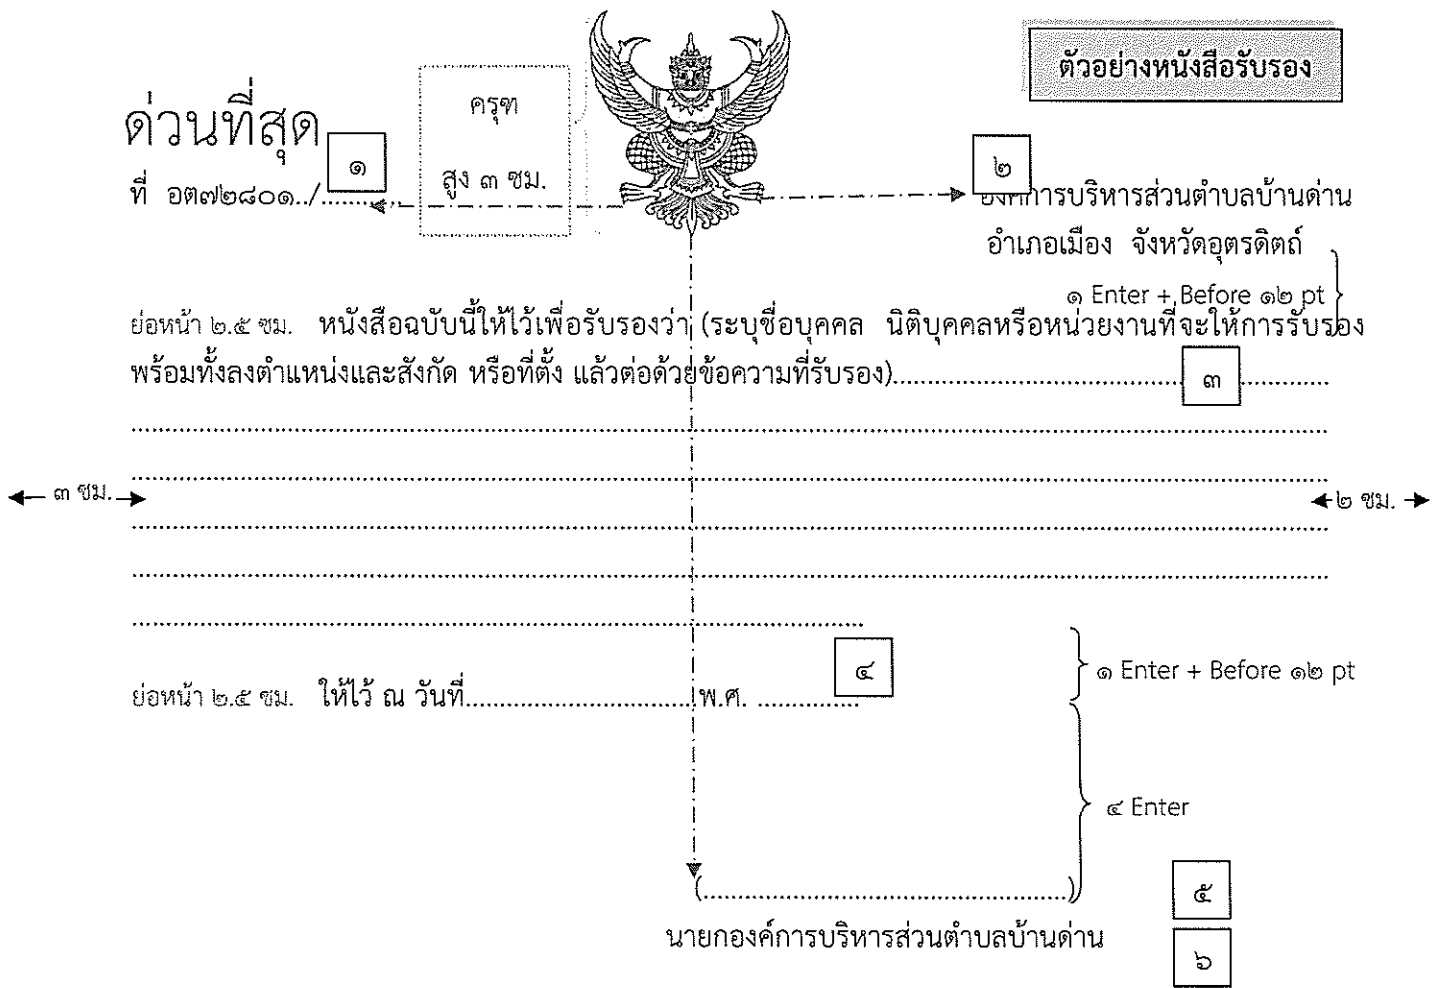 ตัวอย่างหนังสือรับรอง
ด่วนที่สุด
ครุฑ
สูง ๓ ซม.
๑
๒
ที่ อต๗๒๘๐๑../............
องค์การบริหารส่วนตำบลบ้านด่าน
อำเภอเมือง จังหวัดอุตรดิตถ์
๑ Enter + Before ๑๒ pt
ย่อหน้า ๒.๕ ซม. หนังสือฉบับนี้ให้ไว้เพื่อรับรองว่า (ระบุชื่อบุคคล นิติบุคคลหรือหน่วยงานที่จะให้การรับรอง
พร้อมทั้งลงตำแหน่งและสังกัด หรือที่ตั้ง แล้วต่อด้วยข้อความที่รับรอง)..............................................................
๓
๓ ซม.
๒ ซม.
๔
๑ Enter + Before ๑๒ pt
ย่อหน้า ๒.๕ ซม. ให้ไว้ ณ วันที่.................................พ.ศ. ...............
๔ Enter
(.....................................................)
๕
นายกองค์การบริหารส่วนตำบลบ้านด่าน
๖